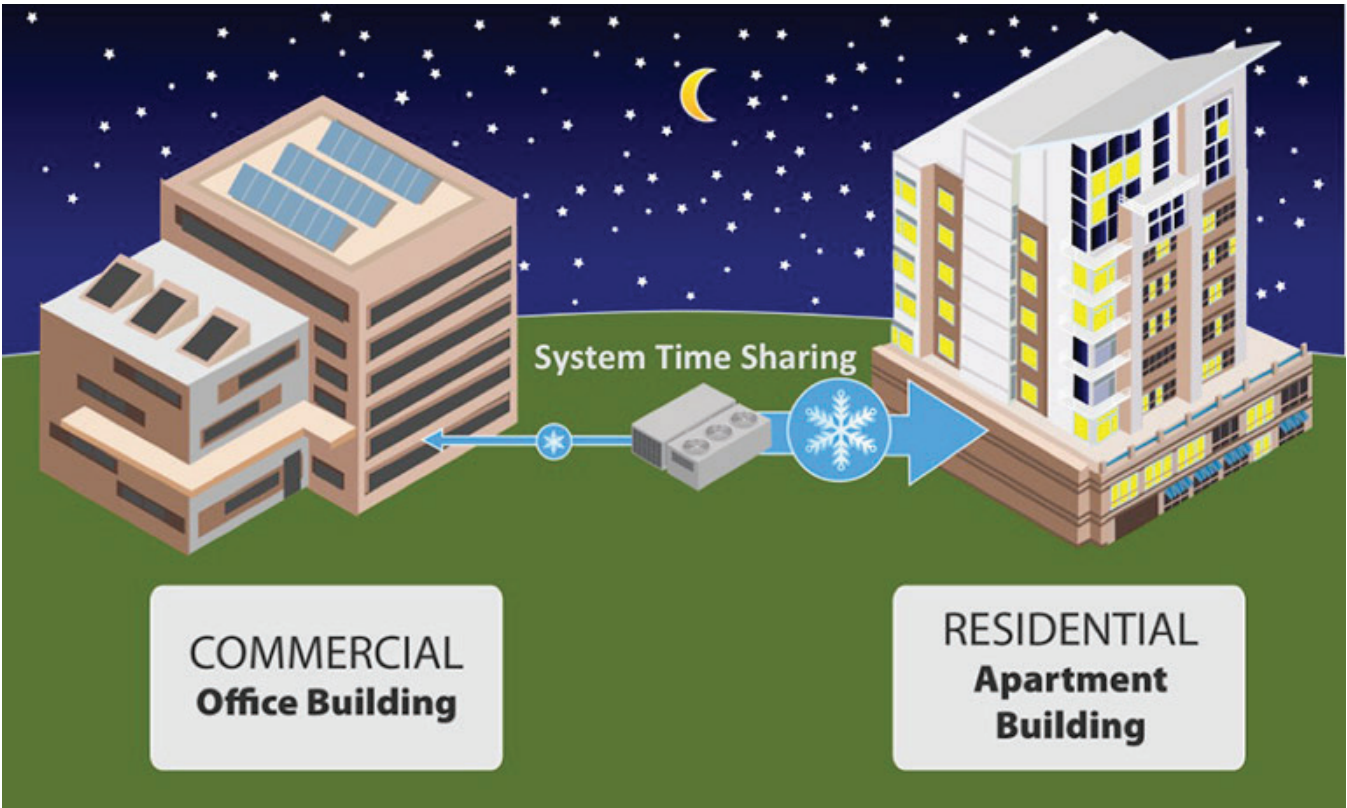 System Time Sharing
COMMERCIAL
Office Building
RESIDENTIAL
Apartment
Building